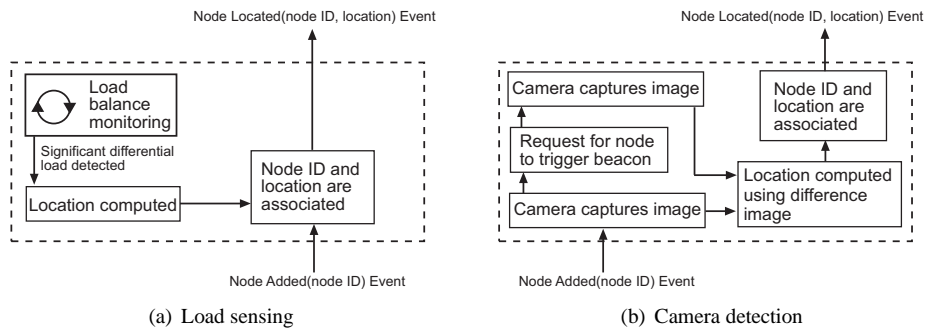 Node Located(node ID, location) Event
Load
balance
monitoring
Significant differential
load detected
Location computed
Node ID and
location are
associated
Node Added(node ID) Event
(a) Load sensing
Node Located(node ID, location) Event
Camera captures image
Request for node
to trigger beacon
Camera captures image
Node ID and
location are
associated
Location computed
using difference
image
Node Added(node ID) Event
(b) Camera detection